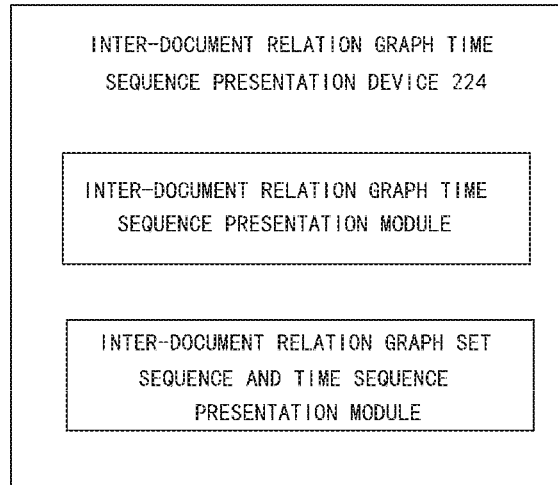 INTER-DOCUMENT RELATION GRAPH TIME
SEQUENCE PRESENTATION DEVICE 224
INTER-DOCUMENT RELATION GRAPH TIME
SEQUENCE PRESENTATION MODULE
INTER-DOCUMENT RELATION GRAPH SET
SEQUENCE AND TIME SEQUENCE
PRESENTATION MODULE